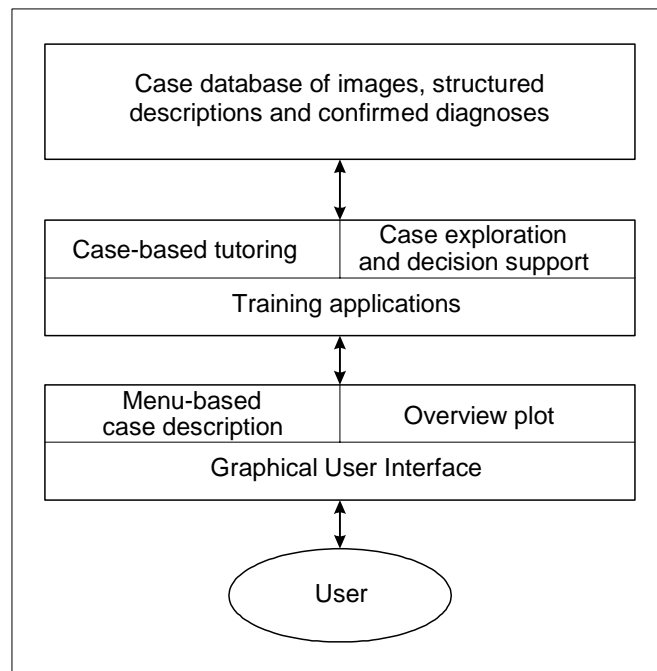 Case database of images, structured
descriptions and confirmed diagnoses
Case-based tutoring
Case exploration
and decision support
Training applications
Menu-based
case description
Overview plot
Graphical User Interface
User